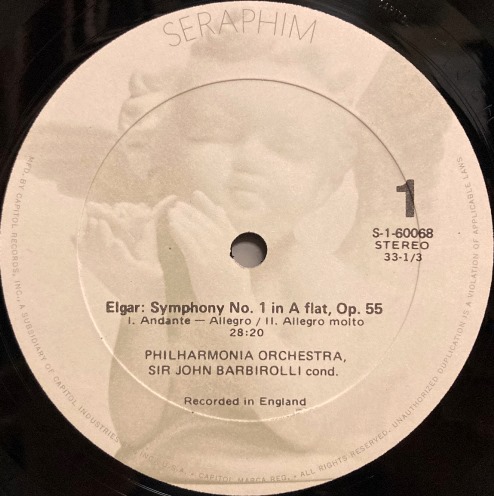 SERAPHIM
1
S-1-60068
STEREO
33-1/3
Elgar: Symphony No. 1 in A flat, Op. 55
I. Andante — Allegro / II. Allegro molto
28:20
PHILHARMONIA ORCHESTRA,
SIR JOHN BARBIROLLI cond.
Recorded in England
MFD. BY CAPITOL RECORDS, INC., A SUBSIDIARY OF CAPITOL INDUSTRIES U.S.A. • CAPITOL MARCA REG. • ALL RIGHTS RESERVED. UNAUTHORIZED DUPLICATION IS A VIOLATION OF APPLICABLE LAWS